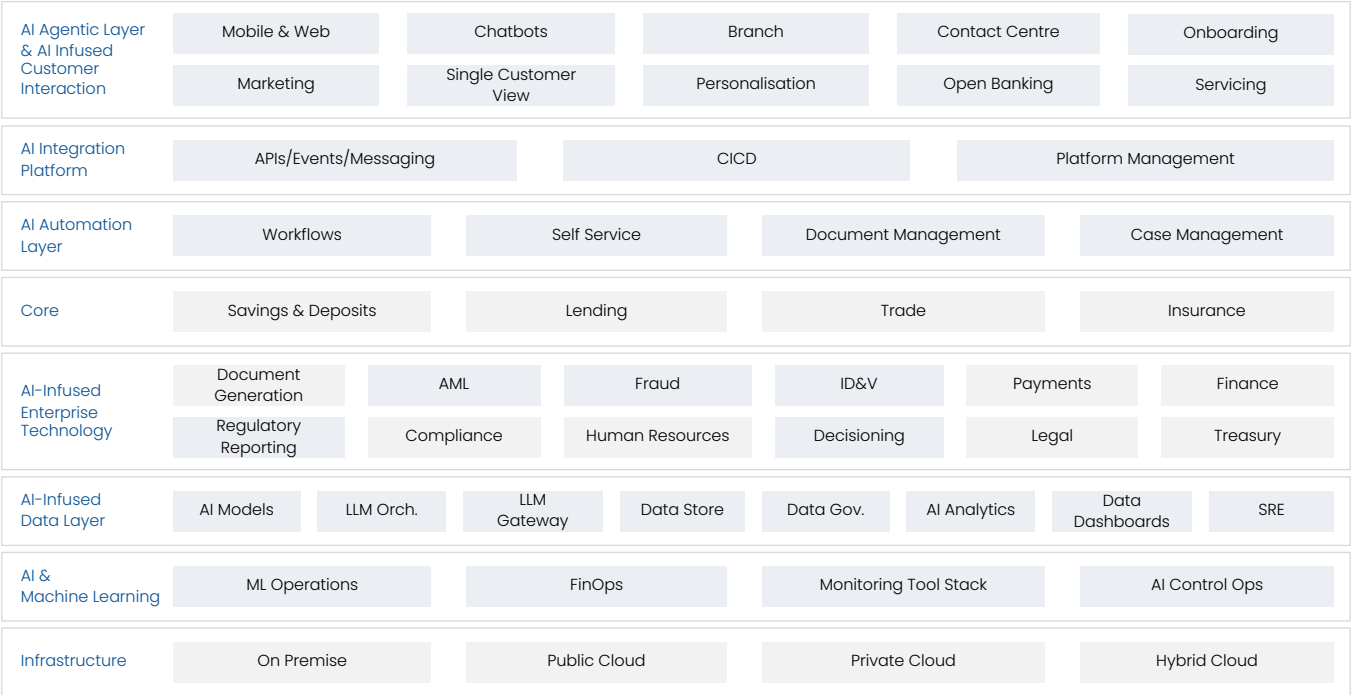 AI Agentic Layer
& AI Infused
Customer
Interaction
Mobile & Web
Chatbots
Branch
Contact Centre
Onboarding
Marketing
Single Customer
View
Personalisation
Open Banking
Servicing
AI Integration
Platform
APIs/Events/Messaging
CICD
Platform Management
AI Automation
Layer
Workflows
Self Service
Document Management
Case Management
Core
Savings & Deposits
Lending
Trade
Insurance
AI-Infused
Enterprise
Technology
Document
Generation
AML
Fraud
ID&V
Payments
Finance
Regulatory
Reporting
Compliance
Human Resources
Decisioning
Legal
Treasury
AI-Infused
Data Layer
AI Models
LLM Orch.
LLM
Gateway
Data Store
Data Gov.
AI Analytics
Data
Dashboards
SRE
AI &
Machine Learning
ML Operations
FinOps
Monitoring Tool Stack
AI Control Ops
Infrastructure
On Premise
Public Cloud
Private Cloud
Hybrid Cloud